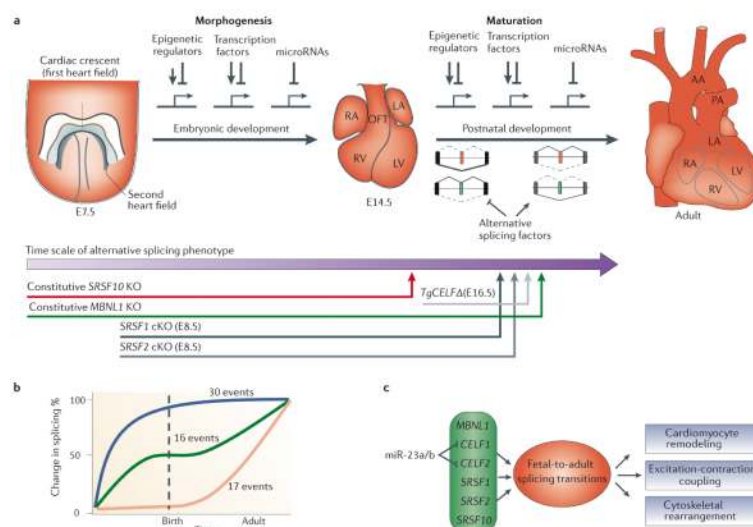 a
Morphogenesis
Maturation
Cardiac crescent
(first heart field)
Epigenetic
regulators
Transcription
factors
microRNAs
Epigenetic
regulators
Transcription
factors
microRNAs
Embryonic development
Postnatal development
RA
OFT
LA
RV
LV
AA
PA
LA
RA
LV
RV
Second
heart field
E7.5
E14.5
Alternative
splicing factors
Adult
Time scale of alternative splicing phenotype
Constitutive SRSF10 KO
TgCELFΔ(E16.5)
Constitutive MBNL1 KO
SRSF1 cKO (E8.5)
SRSF2 cKO (E8.5)
b
Change in splicing %
100
50
0
30 events
16 events
17 events
Birth
Adult
c
miR-23a/b
MBNL1
CELF1
CELF2
SRSF1
SRSF2
SRSF10
Fetal-to-adult
splicing transitions
Cardiomyocyte
remodeling
Excitation-contraction
coupling
Cytoskeletal
rearrangement